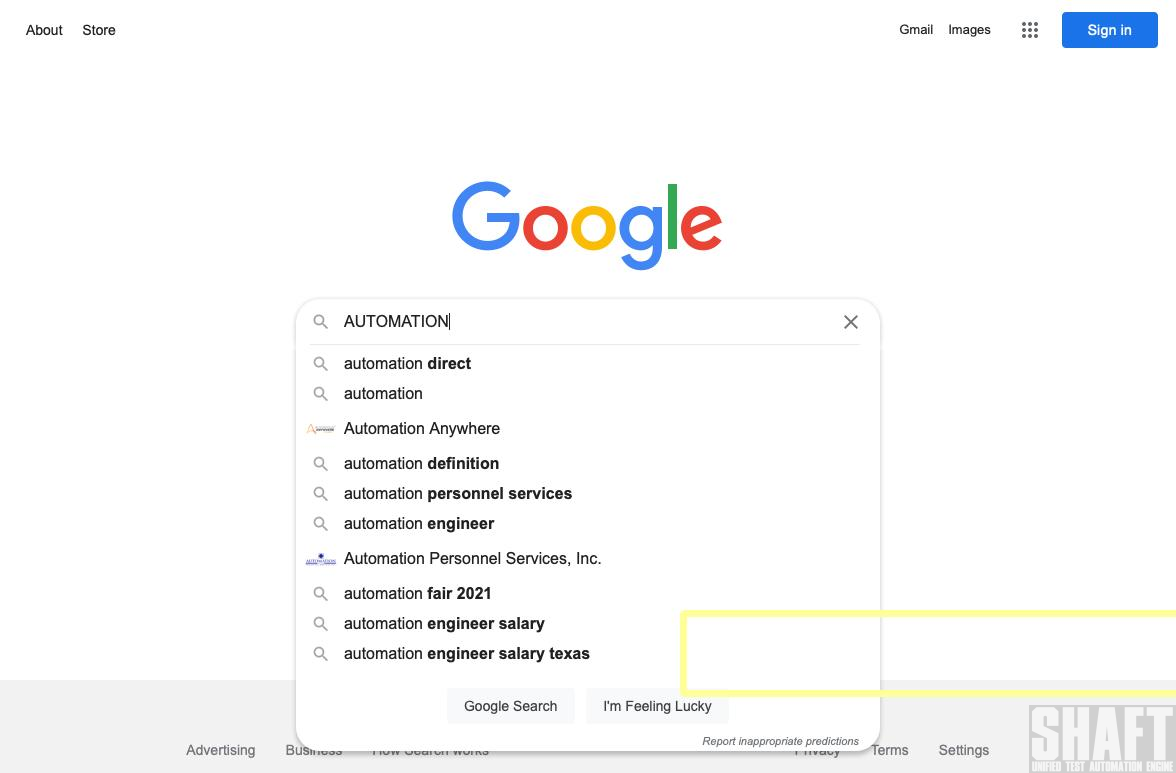 About Store Gmail Images Sign in
Google
AUTOMATION
automation direct
automation
Automation Anywhere
automation definition
automation personnel services
automation engineer
AUTOMATION
Automation Personnel Services, Inc.
automation fair 2021
automation engineer salary
automation engineer salary texas
Google Search I'm Feeling Lucky
Report inappropriate predictions
Advertising Business How Search works Privacy Terms Settings
SHAFT
UNIFIED TEST AUTOMATION ENGINE